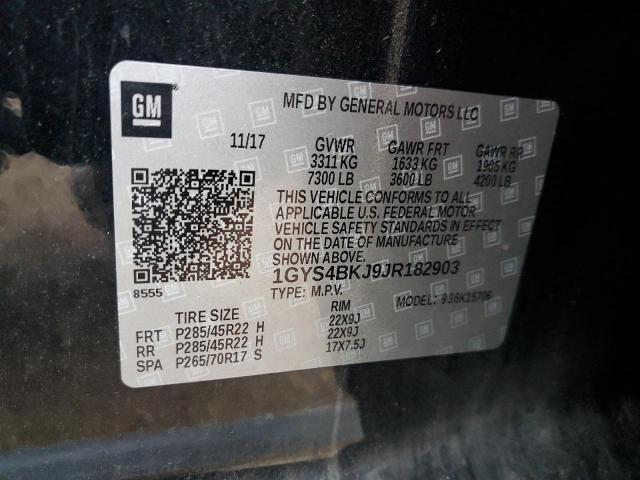 GM
MFD BY GENERAL MOTORS LLC
11/17 GVWR GAWR FRT GAWR RR
3311 KG 1633 KG 1905 KG
7300 LB 3600 LB 4200 LB
THIS VEHICLE CONFORMS TO ALL
APPLICABLE U.S. FEDERAL MOTOR
VEHICLE SAFETY STANDARDS IN EFFECT
ON THE DATE OF MANUFACTURE
SHOWN ABOVE.
1GYS4BKJ9JR182903
8555
TYPE: M.P.V. MODEL: 936K15706
TIRE SIZE RIM
FRT P285/45R22 H 22X9J
RR P285/45R22 H 22X9J
SPA P265/70R17 S 17X7.5J